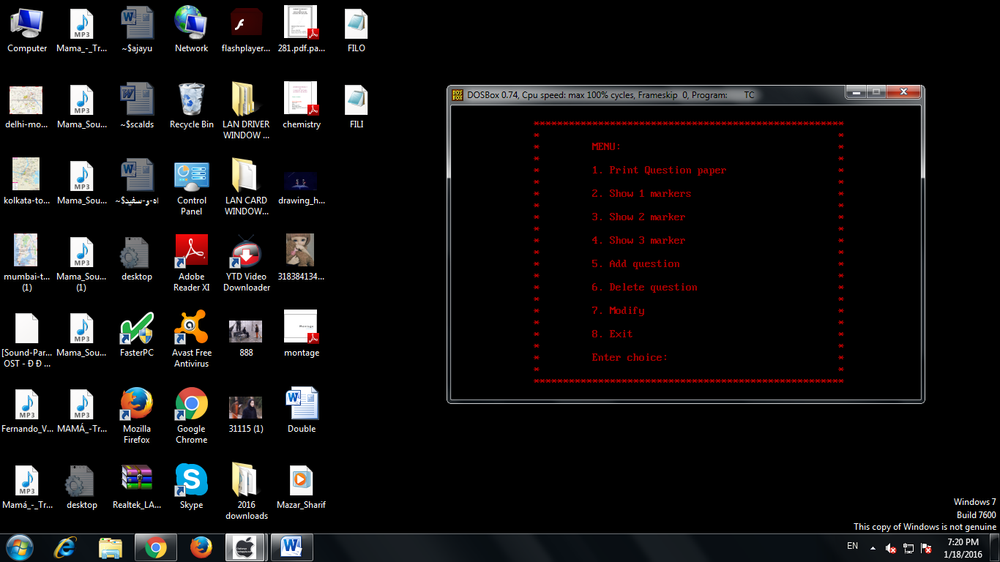 Computer
Mama_-_Tr...
~$ajayu
Network
flashplayer...
281.pdf.pa...
FILO
delhi-mo...
Mama_Sou...
~$scalds
Recycle Bin
LAN DRIVER
WINDOW ...
chemistry
FILI
kolkata-to...
Mama_Sou...
~$اه-و-سفید
Control
Panel
LAN CARD
WINDOW...
drawing_h...
mumbai-t...
(1)
Mama_Sou...
(1)
desktop
Adobe
Reader XI
YTD Video
Downloader
318384134...
[Sound-Par...
OST - Ð Ð ...
Mama_Sou...
FasterPC
Avast Free
Antivirus
888
montage
Fernando_V...
MAMÁ_-Tr...
Mozilla
Firefox
Google
Chrome
31115 (1)
Double
Mamá_-_Tr...
desktop
Realtek_LA...
Skype
2016
downloads
Mazar_Sharif
DOSBox 0.74, Cpu speed: max 100% cycles, Frameskip 0, Program: TC
MENU:
1. Print Question paper
2. Show 1 markers
3. Show 2 marker
4. Show 3 marker
5. Add question
6. Delete question
7. Modify
8. Exit
Enter choice:
Windows 7
Build 7600
This copy of Windows is not genuine
EN
7:20 PM
1/18/2016